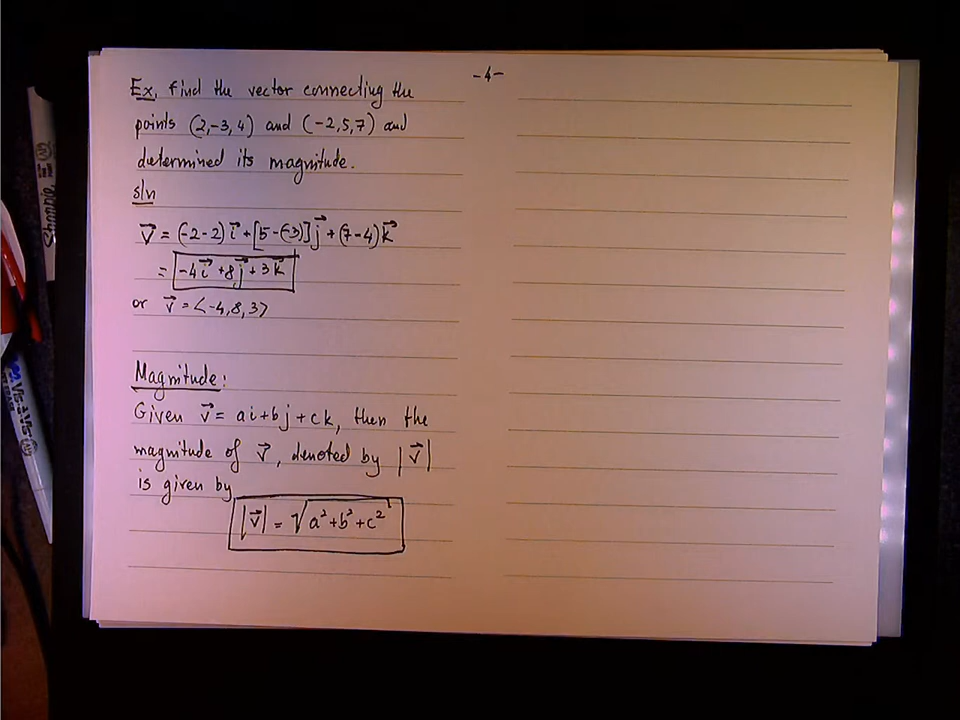 -4-
Ex, find the vector connecting the
points (2,-3,4) and (-2,5,7) and
determined its magnitude.
sln
v⃗ = (-2-2) i⃗ + [5-(-3)] j⃗ + (7-4) k⃗
= -4i⃗ + 8j⃗ + 3k⃗
or v⃗ = <-4,8,3>
Magnitude:
Given v⃗ = ai+bj+ck, then the
magnitude of v⃗, denoted by |v⃗|
is given by
|v⃗| = √a²+b²+c²
Sharpie
Vis-à-Vis